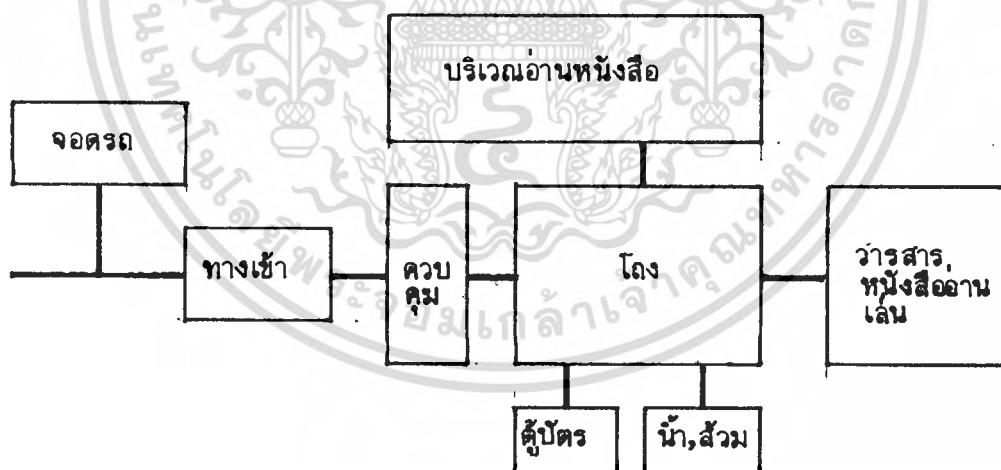 บริเวณอ่านหนังสือ
จอดรถ
ทางเข้า
ควบ
คุม
โถง
วารสาร,
หนังสืออ่าน
เล่น
ตู้บัตร
น้ำ,ส้วม